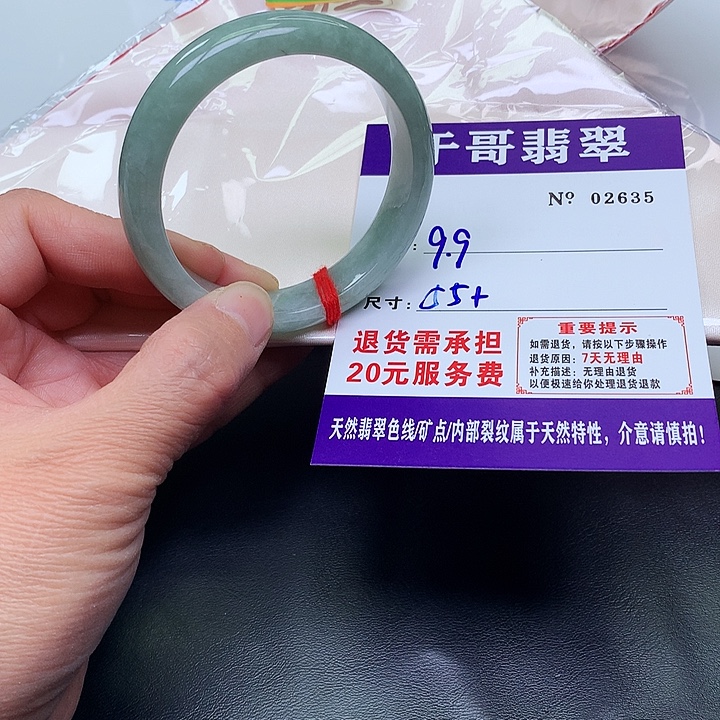 哥翡翠
Nº 02635
: 9.9
尺寸: 55+
退货需承担
20元服务费
重要提示
如需退货，请按以下步骤操作
退货原因：7天无理由
补充描述：无理由退货
以便极速给你处理退货退款
天然翡翠色线/矿点/内部裂纹属于天然特性，介意请慎拍！